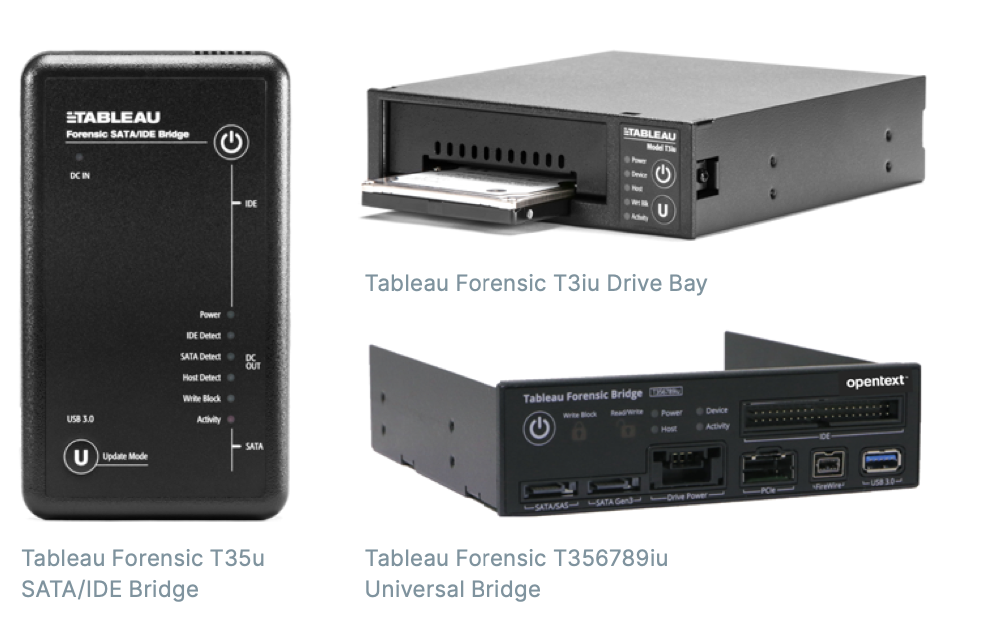 TABLEAU
Forensic SATA/IDE Bridge
DC IN
IDE
Power
IDE Detect
SATA Detect
DC
OUT
Host Detect
Write Block
USB 3.0
Activity
SATA
U
Update Mode
Tableau Forensic T35u
SATA/IDE Bridge
TABLEAU
Model T3iu
Power
Device
Host
Wrt Blk
Activity
U
Tableau Forensic T3iu Drive Bay
opentext™
Tableau Forensic Bridge T356789iu
Write Block
Read/Write
Power
Device
Host
Activity
IDE
SATA/SAS
SATA Gen3
Drive Power
PCIe
FireWire
USB 3.0
Tableau Forensic T356789iu
Universal Bridge